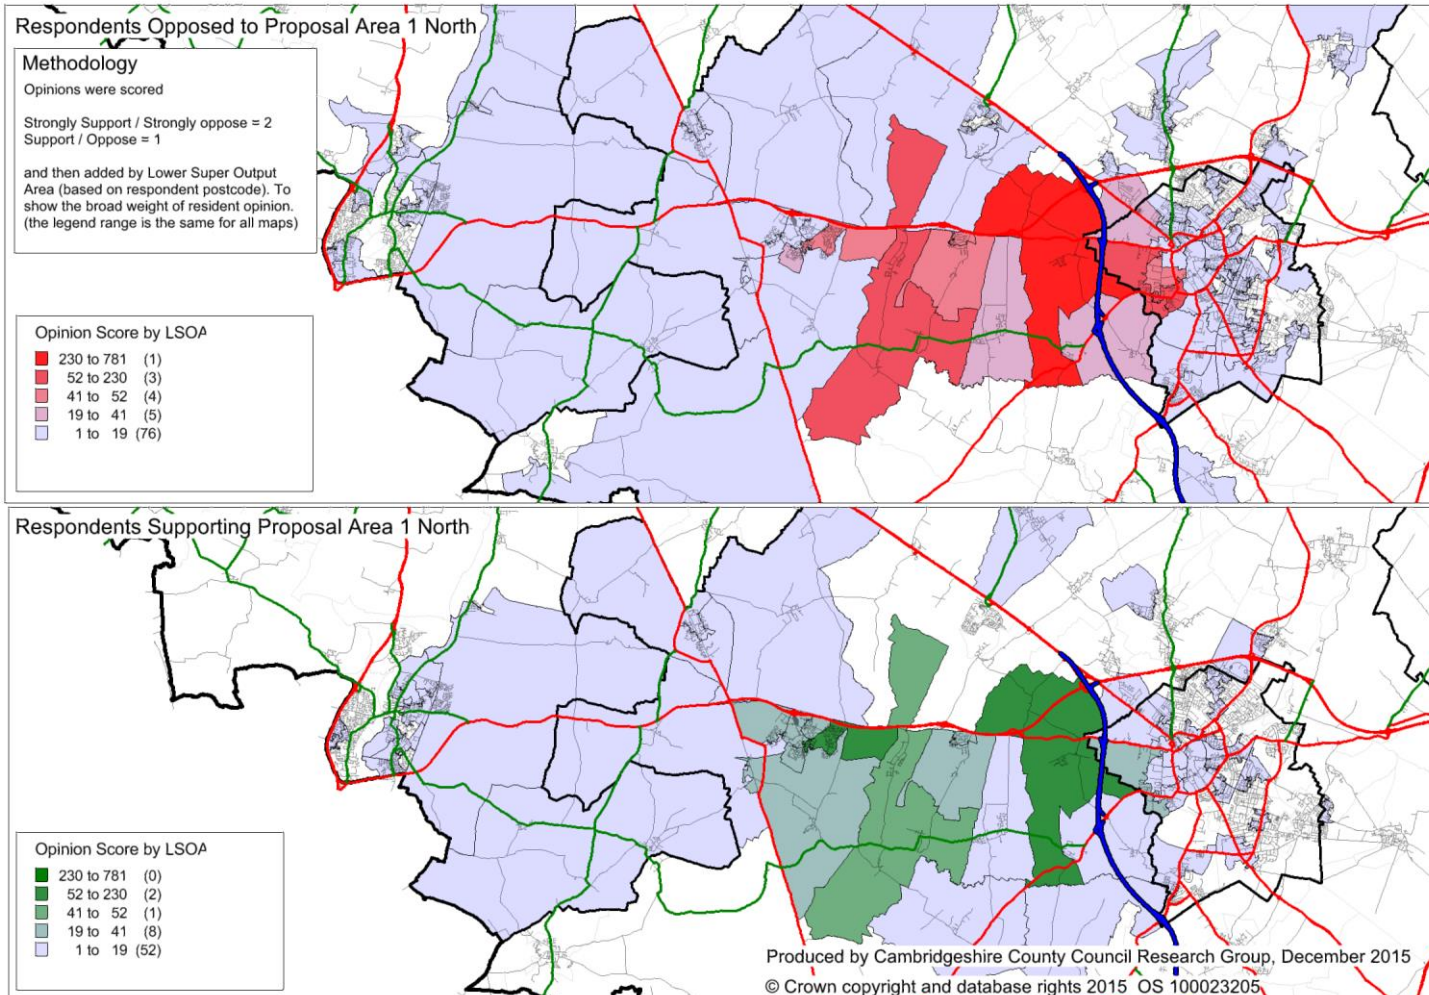 Respondents Opposed to Proposal Area 1 North
Methodology
Opinions were scored
Strongly Support / Strongly oppose = 2
Support / Oppose = 1
and then added by Lower Super Output
Area (based on respondent postcode). To
show the broad weight of resident opinion.
(the legend range is the same for all maps)
Opinion Score by LSOA
230 to 781 (1)
52 to 230 (3)
41 to 52 (4)
19 to 41 (5)
1 to 19 (76)
Respondents Supporting Proposal Area 1 North
Opinion Score by LSOA
230 to 781 (0)
52 to 230 (2)
41 to 52 (1)
19 to 41 (8)
1 to 19 (52)
Produced by Cambridgeshire County Council Research Group, December 2015
© Crown copyright and database rights 2015 OS 100023205